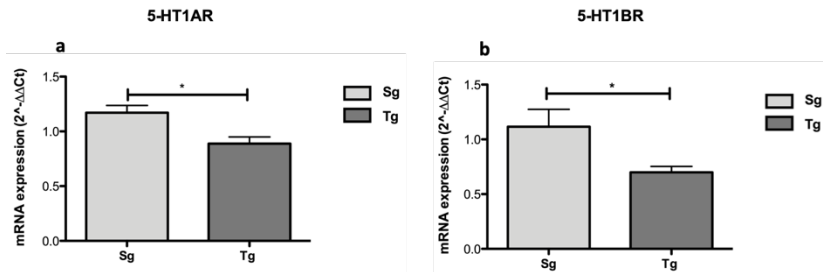 5-HT1AR
a
mRNA expression (2^-ΔΔCt)
1.5
1.0
0.5
0.0
*
Sg
Tg
Sg
Tg
5-HT1BR
b
mRNA expression (2^-ΔΔCt)
1.5
1.0
0.5
0.0
*
Sg
Tg
Sg
Tg